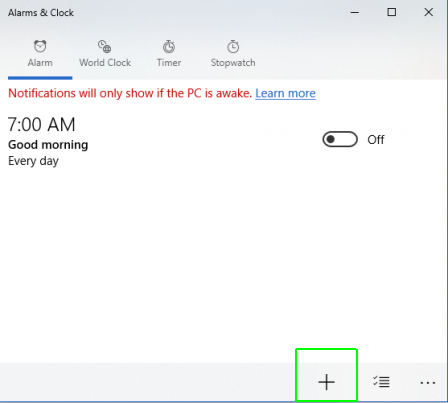 Alarms & Clock
Alarm World Clock Timer Stopwatch
Notifications will only show if the PC is awake. Learn more
7:00 AM
Good morning
Off
Every day